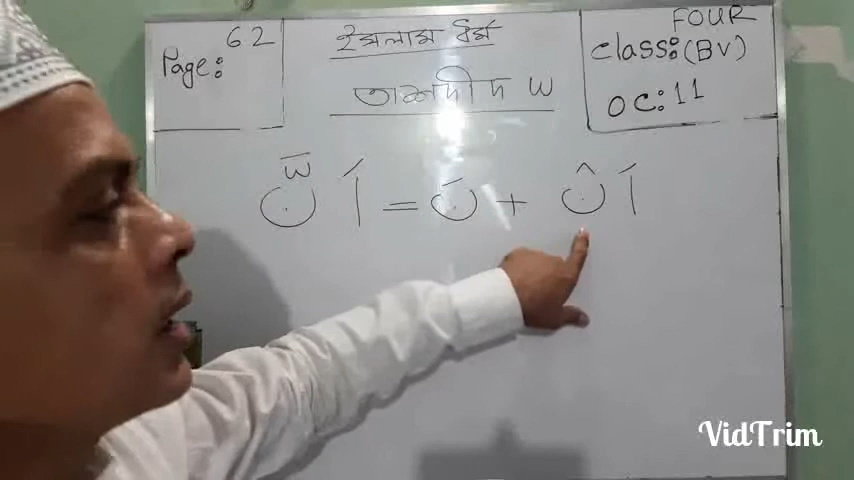 Page: 62
ইসলাম ধর্ম
তাশদীদ ّ
FOUR
class: (BV)
OC: 11
اَ نَّ = نَ + نْ اَ
VidTrim